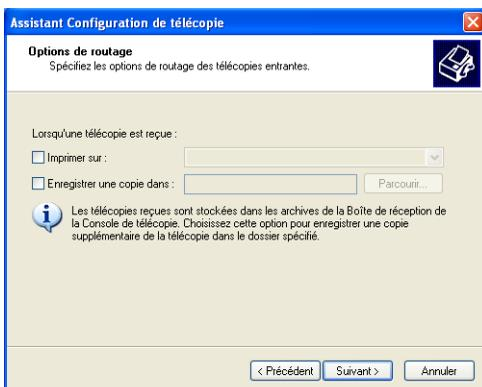 Assistant Configuration de télécopie
Options de routage
Spécifiez les options de routage des télécopies entrantes.
Lorsqu'une télécopie est reçue :
Imprimer sur :
Enregistrer une copie dans :
Parcourir...
Les télécopies reçues sont stockées dans les archives de la Boîte de réception de
la Console de télécopie. Choisissez cette option pour enregistrer une copie
supplémentaire de la télécopie dans le dossier spécifié.
< Précédent
Suivant >
Annuler